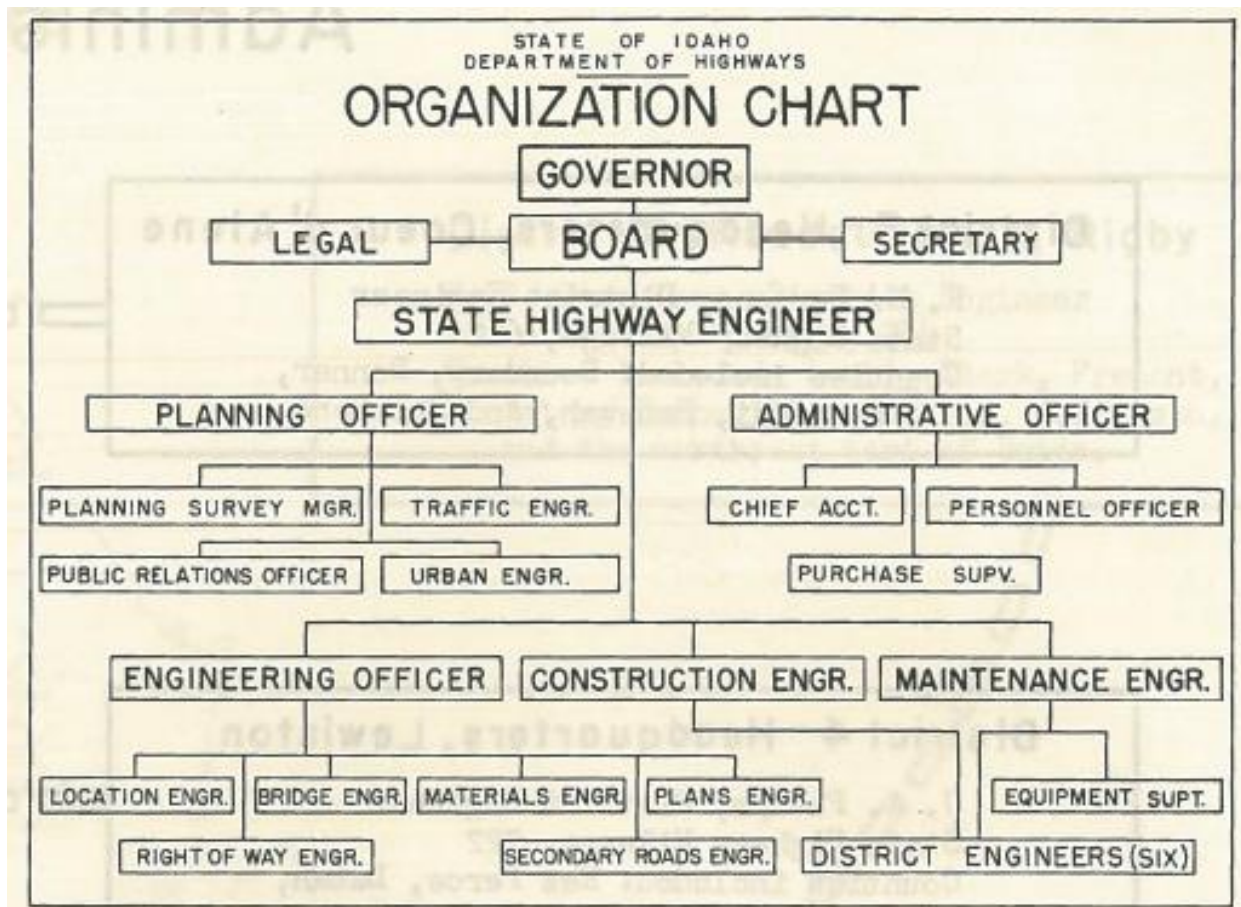 STATE OF IDAHO
DEPARTMENT OF HIGHWAYS
ORGANIZATION CHART
GOVERNOR
LEGAL
BOARD
SECRETARY
STATE HIGHWAY ENGINEER
PLANNING OFFICER
ADMINISTRATIVE OFFICER
PLANNING SURVEY MGR.
TRAFFIC ENGR.
CHIEF ACCT.
PERSONNEL OFFICER
PUBLIC RELATIONS OFFICER
URBAN ENGR.
PURCHASE SUPV.
ENGINEERING OFFICER
CONSTRUCTION ENGR.
MAINTENANCE ENGR.
LOCATION ENGR.
BRIDGE ENGR.
MATERIALS ENGR.
PLANS ENGR.
EQUIPMENT SUPT.
RIGHT OF WAY ENGR.
SECONDARY ROADS ENGR.
DISTRICT ENGINEERS (SIX)